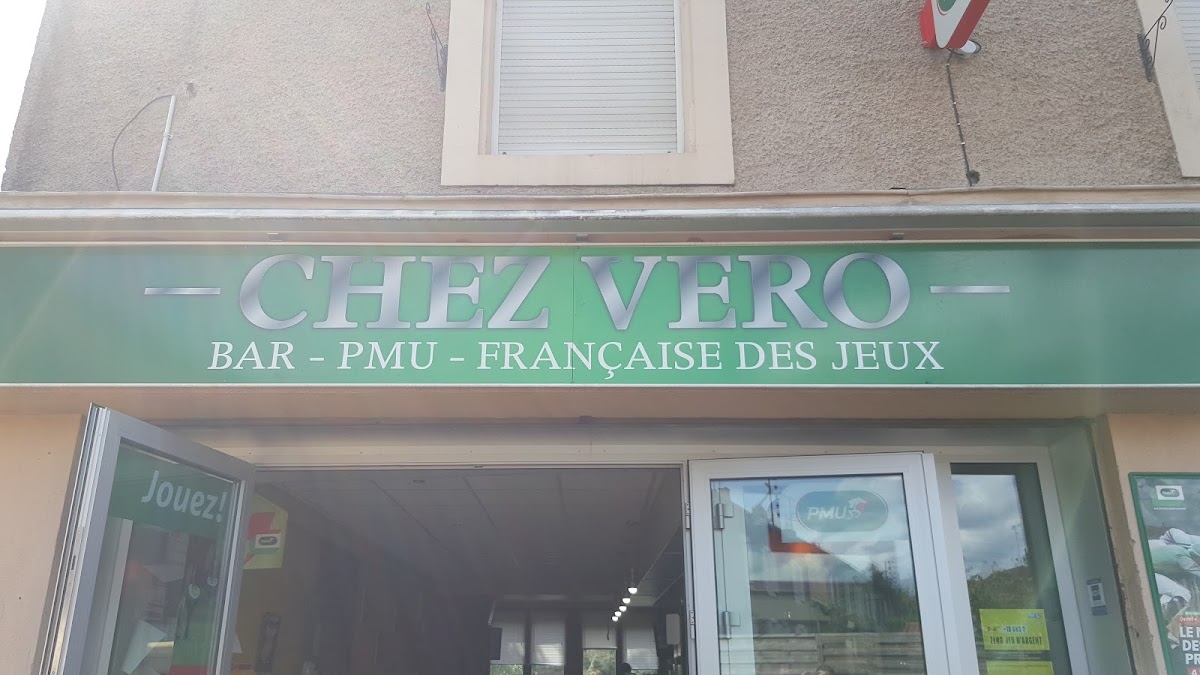 — CHEZ VERO —
BAR - PMU - FRANÇAISE DES JEUX
Jouez!
PMU